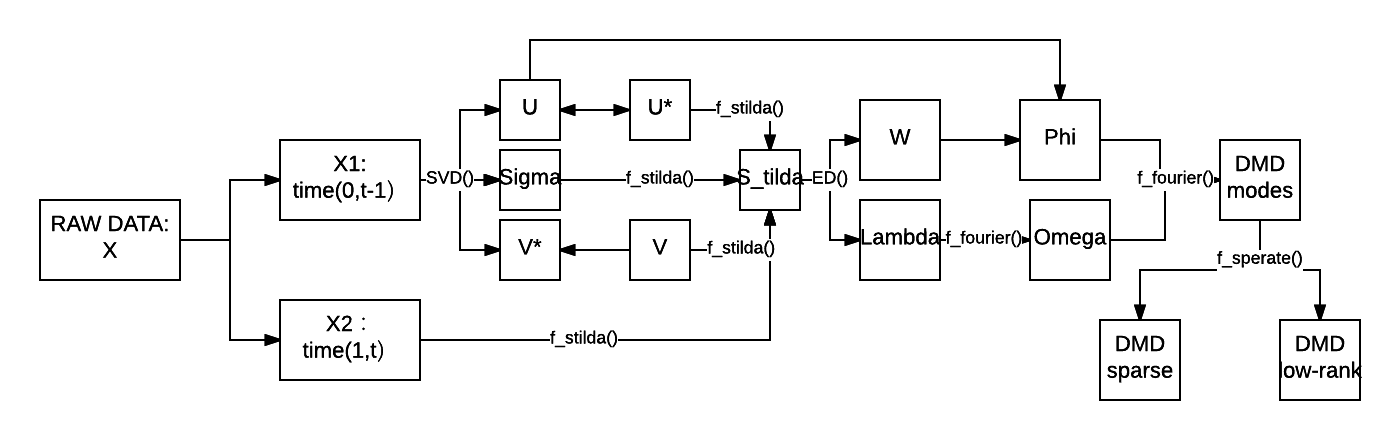 RAW DATA:
X
X1:
time(0,t-1）
X2：
time(1,t）
SVD()
U
U*
f_stilda()
Sigma
f_stilda()
V*
V
f_stilda()
f_stilda()
S_tilda
ED()
W
Phi
Lambda
f_fourier()
Omega
f_fourier()
DMD
modes
f_sperate()
DMD
sparse
DMD
low-rank